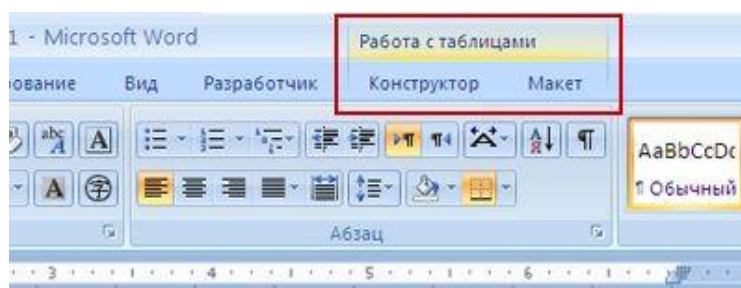 1 - Microsoft Word Работа с таблицами
ование Вид Разработчик Конструктор Макет
AaBbCcDc
¶ Обычный
Абзац
3 4 5 6